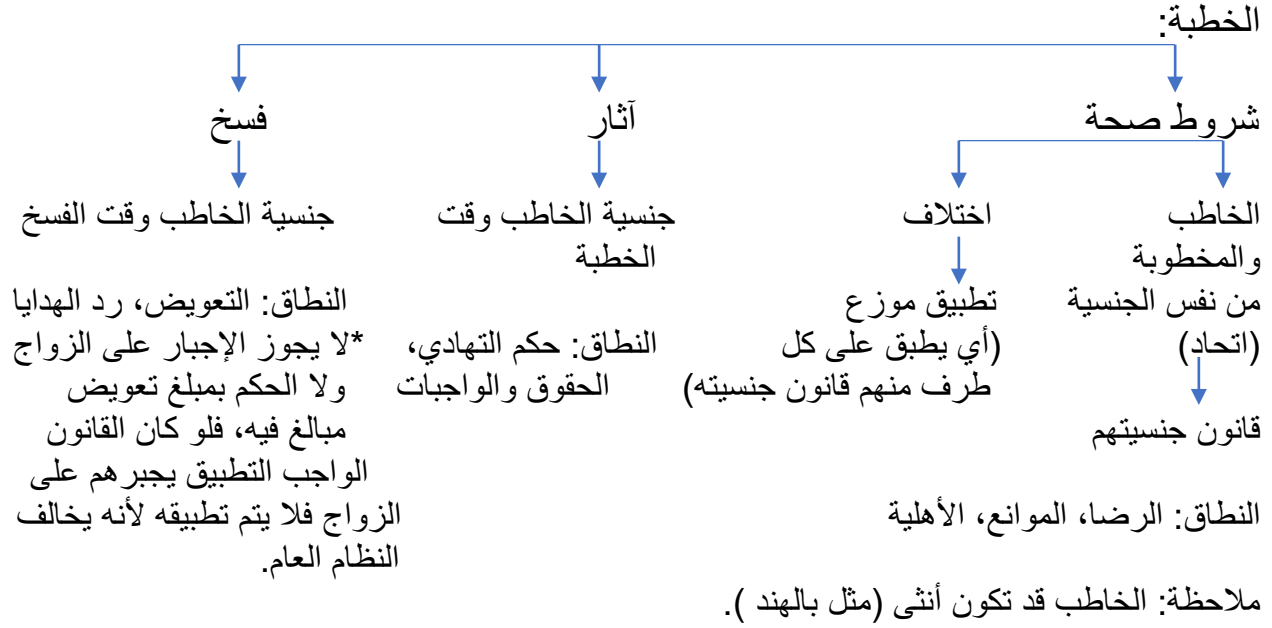 الخطبة:
شروط صحة
آثار
فسخ
الخاطب
والمخطوبة
من نفس الجنسية
(اتحاد)
قانون جنسيتهم
اختلاف
تطبيق موزع
(أي يطبق على كل
طرف منهم قانون جنسيته)
النطاق: الرضا، الموانع، الأهلية
جنسية الخاطب وقت
الخطبة
النطاق: حكم التهادي،
الحقوق والواجبات
جنسية الخاطب وقت الفسخ
النطاق: التعويض، رد الهدايا
*لا يجوز الإجبار على الزواج
ولا الحكم بمبلغ تعويض
مبالغ فيه، فلو كان القانون
الواجب التطبيق يجبرهم على
الزواج فلا يتم تطبيقه لأنه يخالف
النظام العام.
ملاحظة: الخاطب قد تكون أنثى (مثل بالهند ).